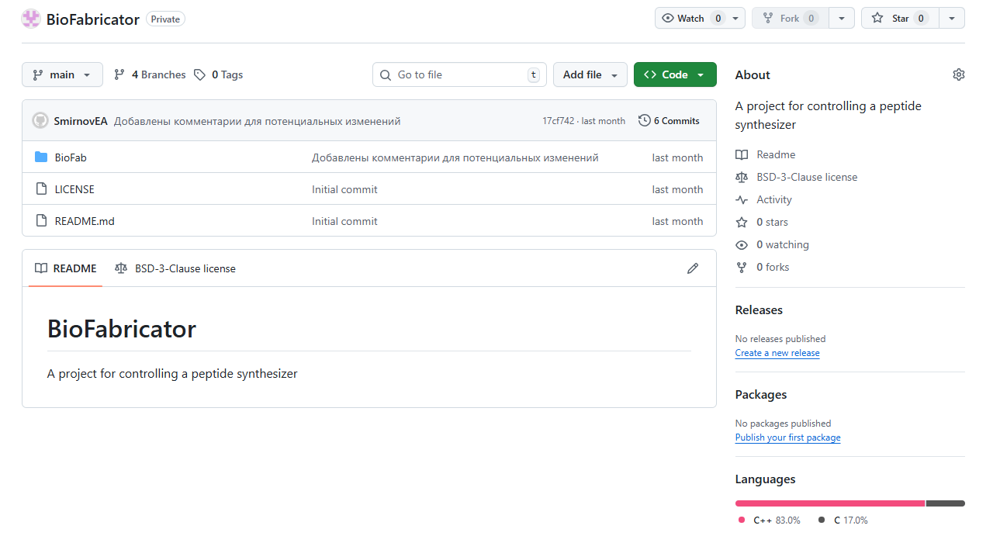 BioFabricator Private Watch 0 Fork 0 Star 0
main 4 Branches 0 Tags Go to file t Add file Code
SmirnovEA Добавлены комментарии для потенциальных изменений 17cf742 · last month 6 Commits
BioFab Добавлены комментарии для потенциальных изменений last month
LICENSE Initial commit last month
README.md Initial commit last month
README BSD-3-Clause license
BioFabricator
A project for controlling a peptide synthesizer
About
A project for controlling a peptide
synthesizer
Readme
BSD-3-Clause license
Activity
0 stars
0 watching
0 forks
Releases
No releases published
Create a new release
Packages
No packages published
Publish your first package
Languages
C++ 83.0% C 17.0%